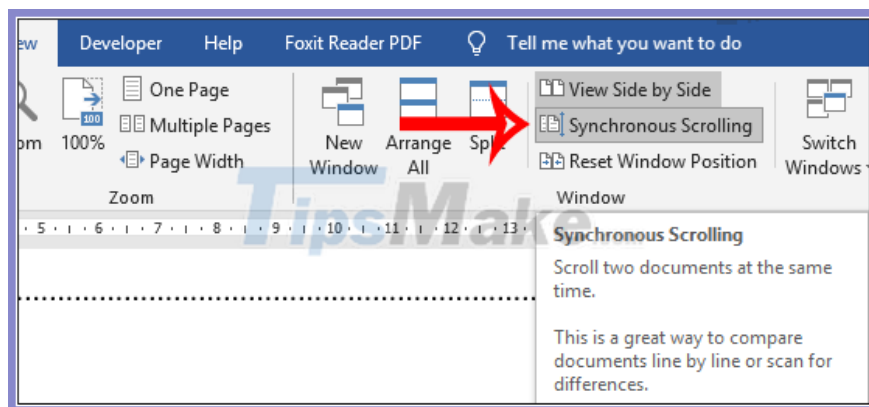 ew Developer Help Foxit Reader PDF Tell me what you want to do
One Page
Multiple Pages
Page Width
om 100%
100
Zoom
New Window
Arrange All
Split
View Side by Side
Synchronous Scrolling
Reset Window Position
Switch Windows
Window
· 5 · ı · 6 · ı · 7 · ı · 8 · ı · 9 · ı · 10 · ı · 11 · ı · 12 · ı · 13 ·
TipsMake.com
Synchronous Scrolling
Scroll two documents at the same
time.
This is a great way to compare
documents line by line or scan for
differences.